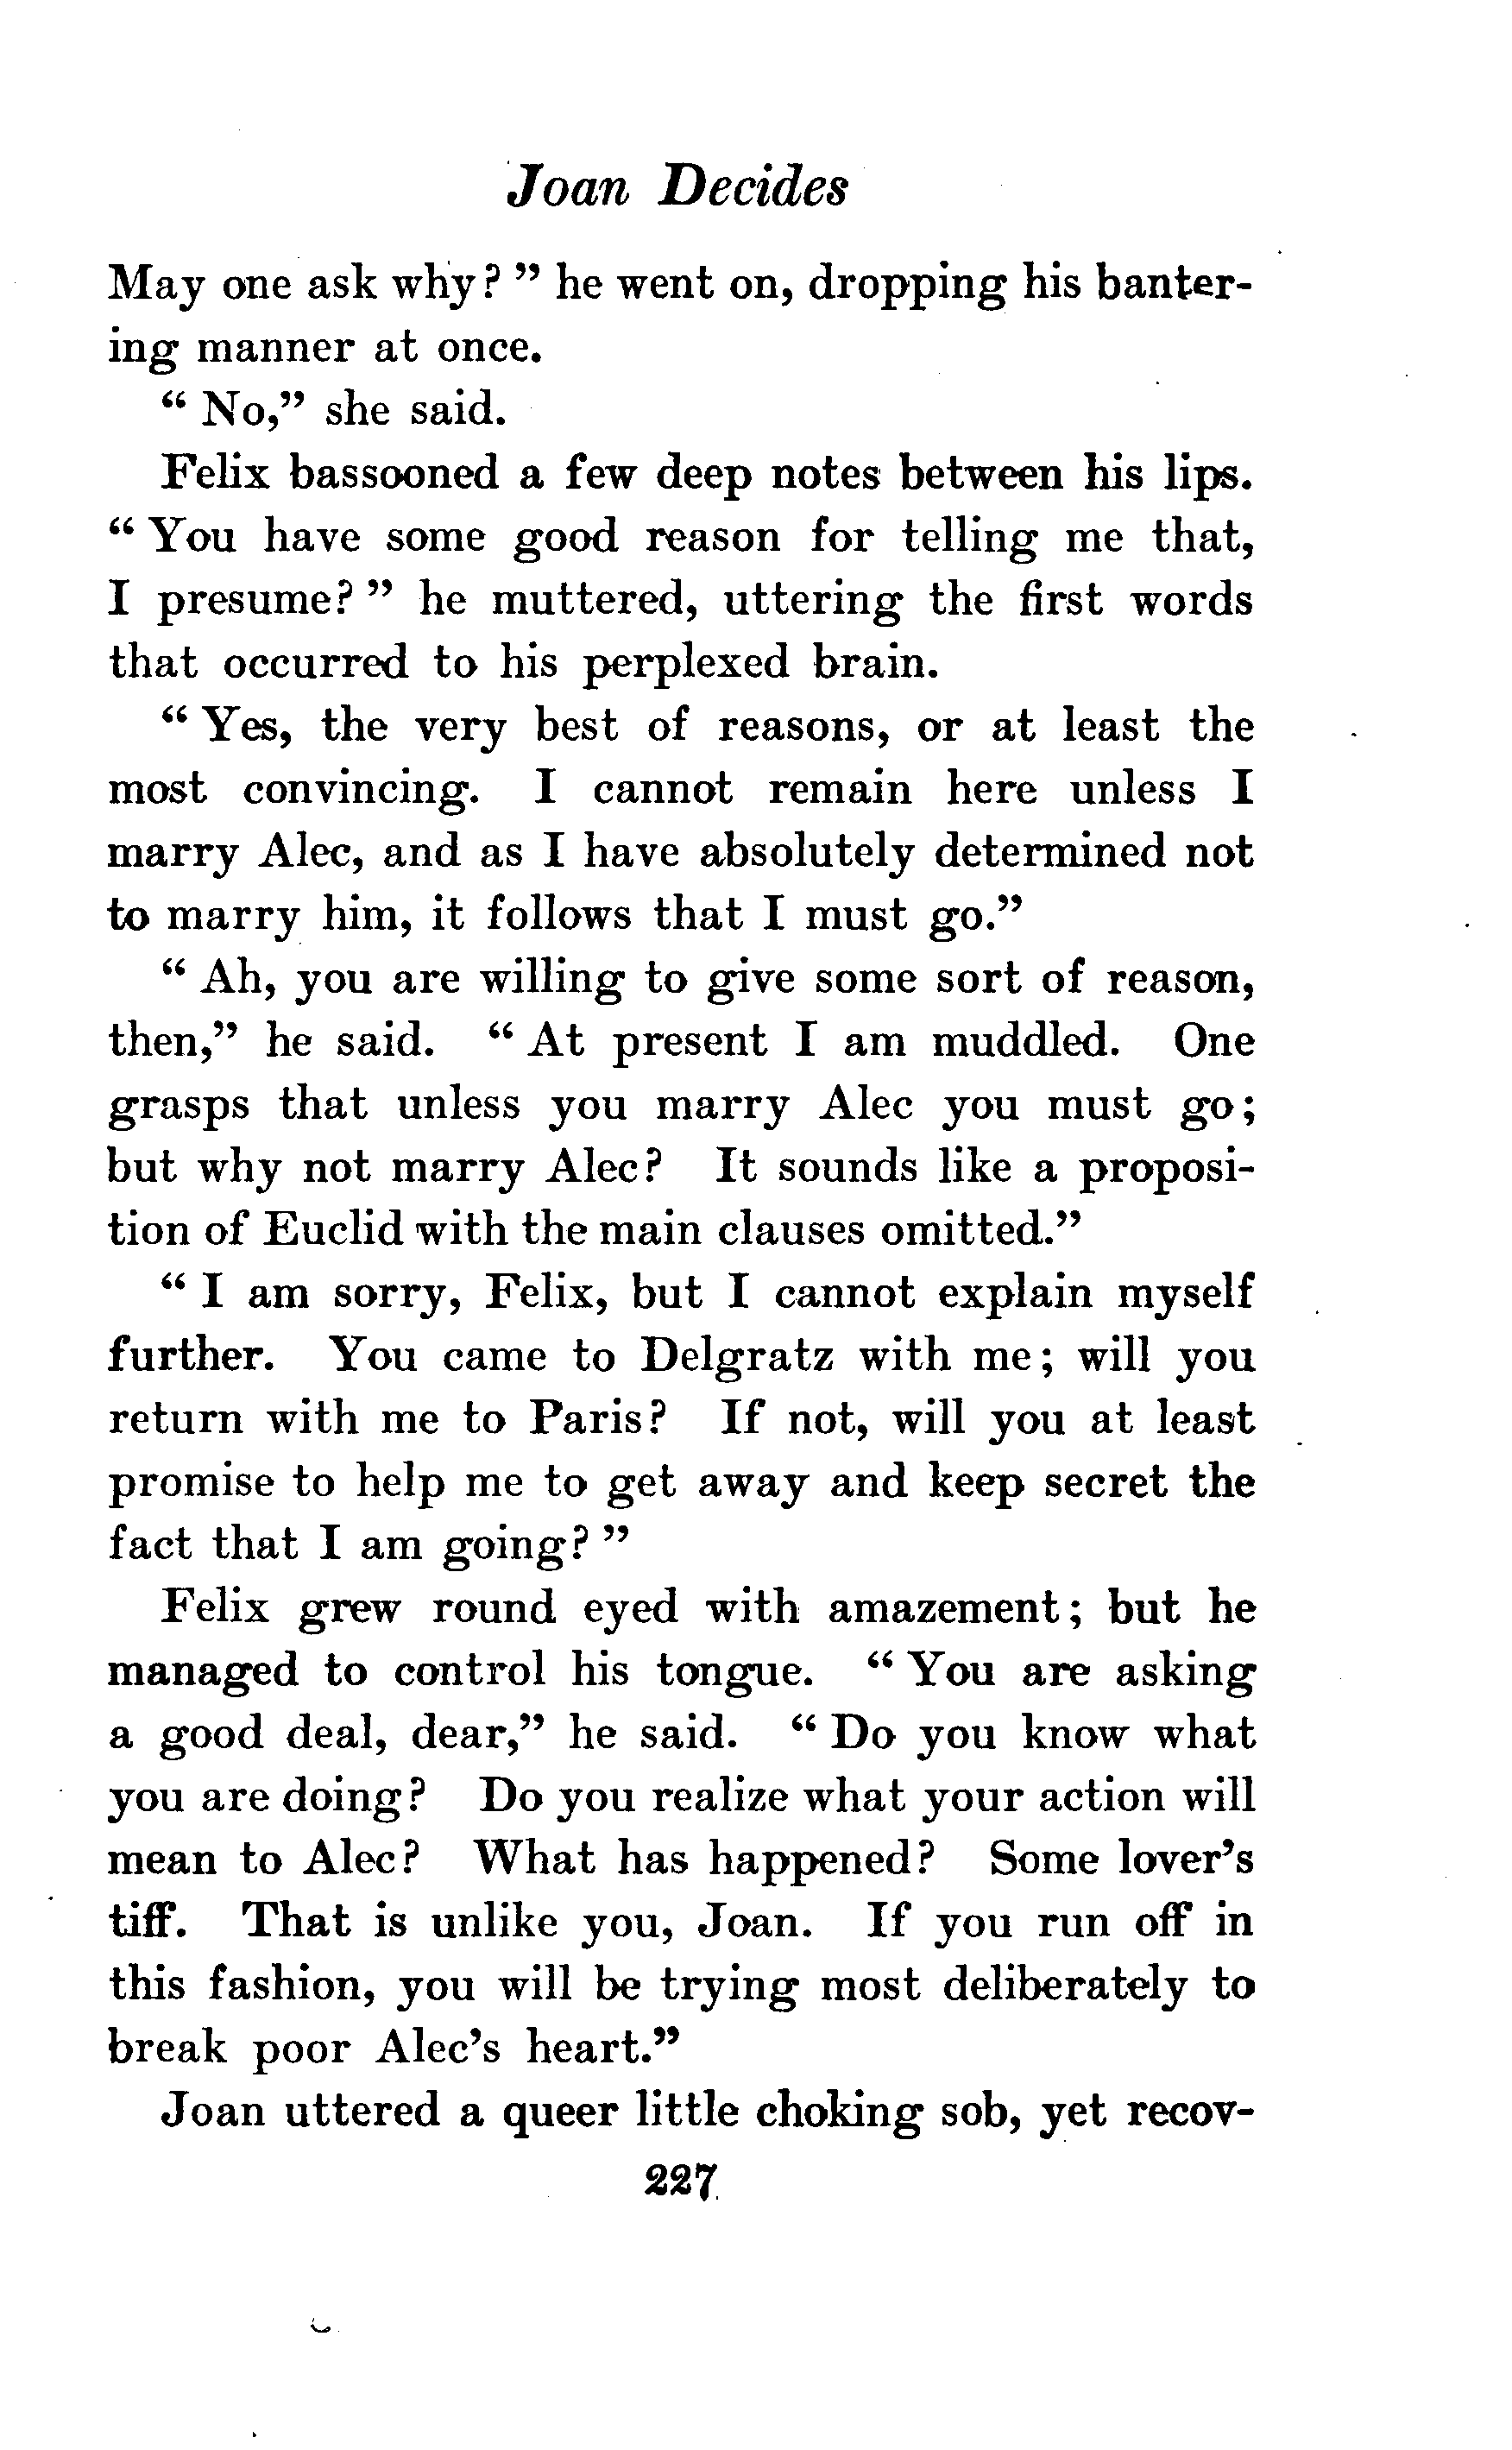 Joan Decides
May one ask why? " he went on, dropping his banter-
ing manner at once.
" No," she said.
Felix bassooned a few deep notes between his lips.
" You have some good reason for telling me that,
I presume? " he muttered, uttering the first words
that occurred to his perplexed brain.
" Yes, the very best of reasons, or at least the
most convincing. I cannot remain here unless I
marry Alec, and as I have absolutely determined not
to marry him, it follows that I must go."
" Ah, you are willing to give some sort of reason,
then," he said. " At present I am muddled. One
grasps that unless you marry Alec you must go;
but why not marry Alec? It sounds like a proposi-
tion of Euclid with the main clauses omitted."
" I am sorry, Felix, but I cannot explain myself
further. You came to Delgratz with me; will you
return with me to Paris? If not, will you at least
promise to help me to get away and keep secret the
fact that I am going? "
Felix grew round eyed with amazement; but he
managed to control his tongue. " You are asking
a good deal, dear," he said. " Do you know what
you are doing? Do you realize what your action will
mean to Alec? What has happened? Some lover's
tiff. That is unlike you, Joan. If you run off in
this fashion, you will be trying most deliberately to
break poor Alec's heart."
Joan uttered a queer little choking sob, yet recov-
227